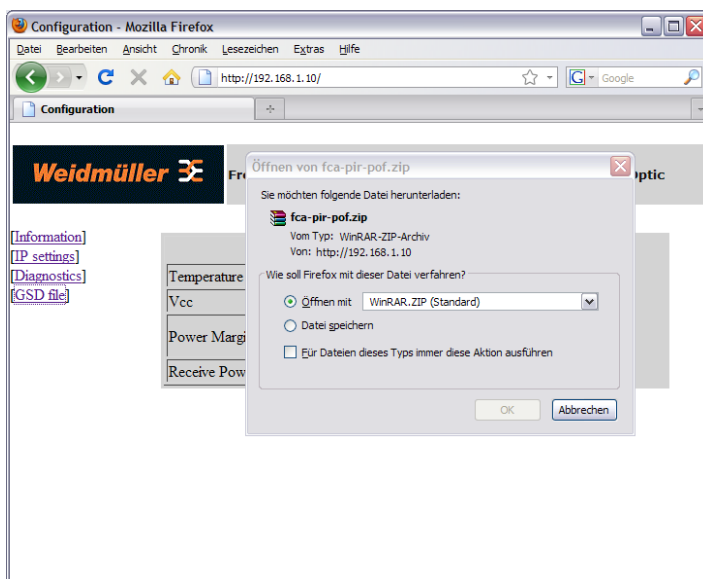 Configuration - Mozilla Firefox
Datei Bearbeiten Ansicht Chronik Lesezeichen Extras Hilfe
http://192.168.1.10/
Google
Configuration
Weidmüller
Öffnen von fca-pir-pof.zip
Sie möchten folgende Datei herunterladen:
fca-pir-pof.zip
Vom Typ: WinRAR-ZIP-Archiv
Von: http://192.168.1.10
Wie soll Firefox mit dieser Datei verfahren?
Öffnen mit WinRAR.ZIP (Standard)
Datei speichern
Für Dateien dieses Typs immer diese Aktion ausführen
OK Abbrechen
[Information]
[IP settings]
[Diagnostics]
[GSD file]
Temperature
Vcc
Power Margi
Receive Pow